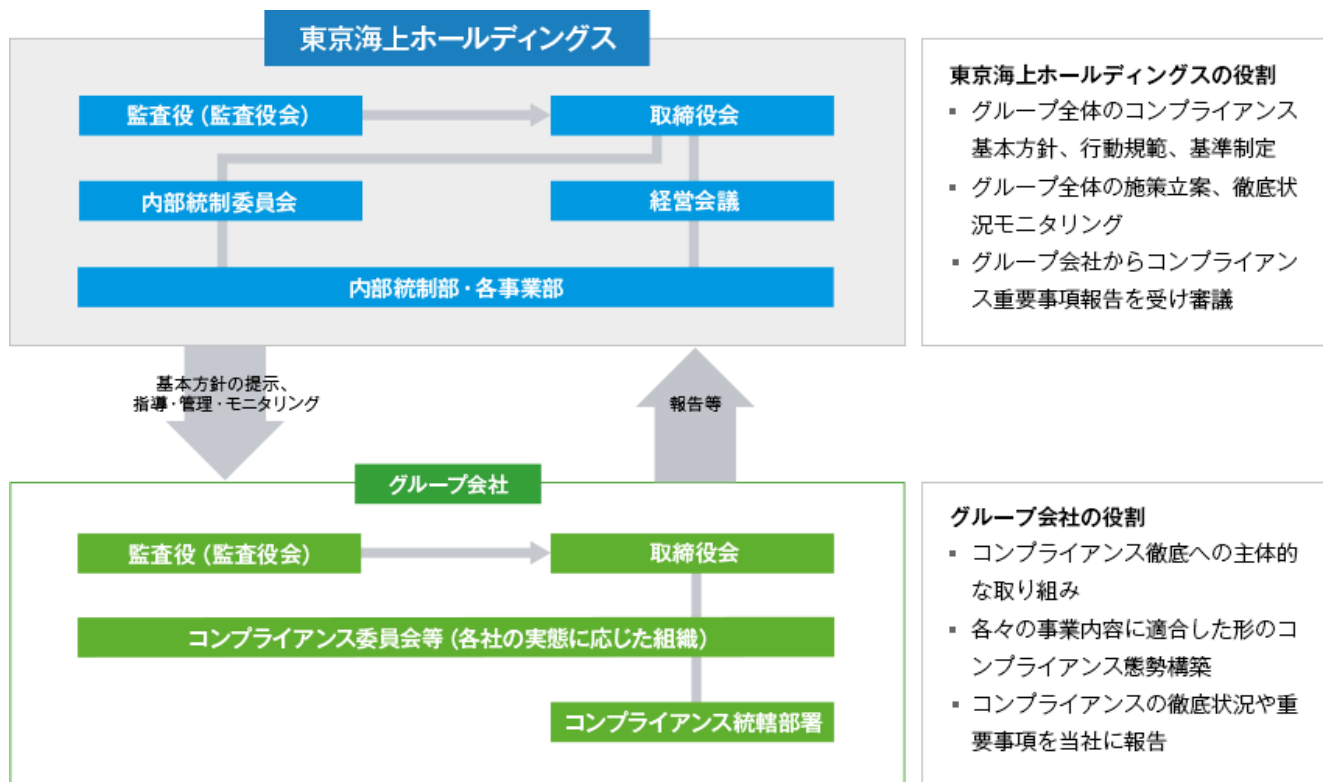 東京海上ホールディングス
監査役（監査役会）
取締役会
内部統制委員会
経営会議
内部統制部・各事業部
東京海上ホールディングスの役割
▪ グループ全体のコンプライアンス
基本方針、行動規範、基準制定
▪ グループ全体の施策立案、徹底状
況モニタリング
▪ グループ会社からコンプライアン
ス重要事項報告を受け審議
基本方針の提示、
指導・管理・モニタリング
報告等
グループ会社
監査役（監査役会）
取締役会
コンプライアンス委員会等（各社の実態に応じた組織）
コンプライアンス統轄部署
グループ会社の役割
▪ コンプライアンス徹底への主体的
な取り組み
▪ 各々の事業内容に適合した形のコ
ンプライアンス態勢構築
▪ コンプライアンスの徹底状況や重
要事項を当社に報告